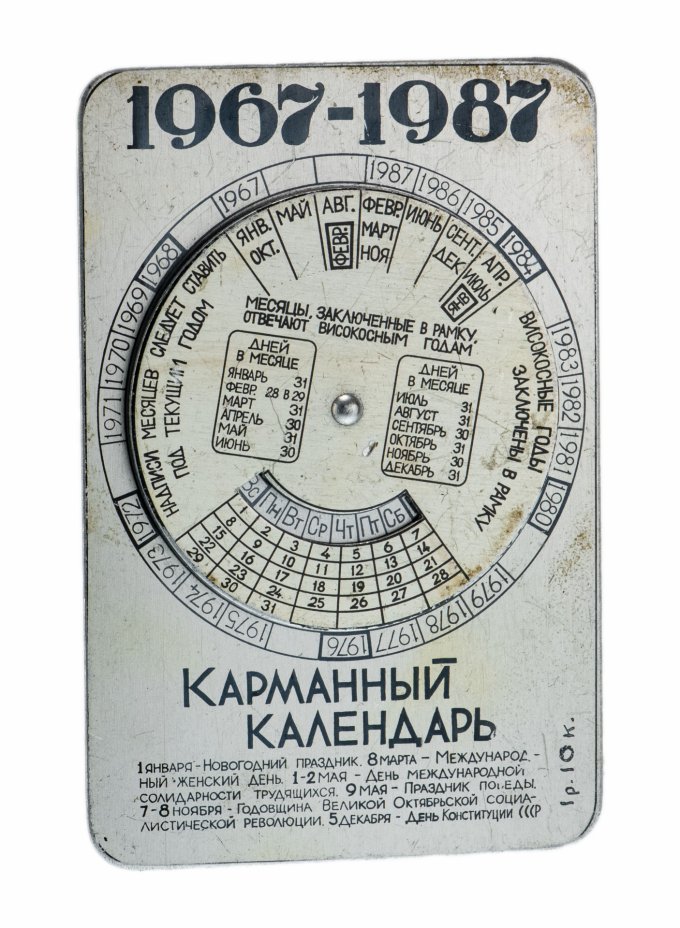 1967-1987
1967
1968
1969
1970
1971
1972
1973
1974
1975
1976
1977
1978
1979
1980
1981
1982
1983
1984
1985
1986
1987
ЯНВ.
ОКТ.
МАЙ
АВГ.
ФЕВР.
ФЕВР.
МАРТ
НОЯ
ИЮНЬ
СЕНТ.
ДЕК
АПР.
ИЮЛЬ
ЯНВ
НАДПИСИ МЕСЯЦЕВ СЛЕДУЕТ СТАВИТЬ
ПОД ТЕКУЩИМ ГОДОМ
МЕСЯЦЫ, ЗАКЛЮЧЕННЫЕ В РАМКУ,
ОТВЕЧАЮТ ВИСОКОСНЫМ ГОДАМ
ВИСОКОСНЫЕ ГОДЫ
ЗАКЛЮЧЕНЫ В РАМКУ
ДНЕЙ
В МЕСЯЦЕ
ЯНВАРЬ 31
ФЕВР. 28 В 29
МАРТ 31
АПРЕЛЬ 30
МАЙ 31
ИЮНЬ 30
ДНЕЙ
В МЕСЯЦЕ
ИЮЛЬ 31
АВГУСТ 31
СЕНТЯБРЬ 30
ОКТЯБРЬ 31
НОЯБРЬ 30
ДЕКАБРЬ 31
Вс Пн Вт Ср Чт Пт Сб
1 2 3 4 5 6 7
8 9 10 11 12 13 14
15 16 17 18 19 20 21
22 23 24 25 26 27 28
29 30 31
КАРМАННЫЙ
КАЛЕНДАРЬ
1 ЯНВАРЯ - НОВОГОДНИЙ ПРАЗДНИК. 8 МАРТА - МЕЖДУНАРОД-
НЫЙ ЖЕНСКИЙ ДЕНЬ. 1-2 МАЯ - ДЕНЬ МЕЖДУНАРОДНОЙ
СОЛИДАРНОСТИ ТРУДЯЩИХСЯ. 9 МАЯ - ПРАЗДНИК ПОБЕДЫ.
7-8 НОЯБРЯ - ГОДОВЩИНА ВЕЛИКОЙ ОКТЯБРЬСКОЙ СОЦИА-
ЛИСТИЧЕСКОЙ РЕВОЛЮЦИИ. 5 ДЕКАБРЯ - ДЕНЬ КОНСТИТУЦИИ СССР
1р. 10 к.